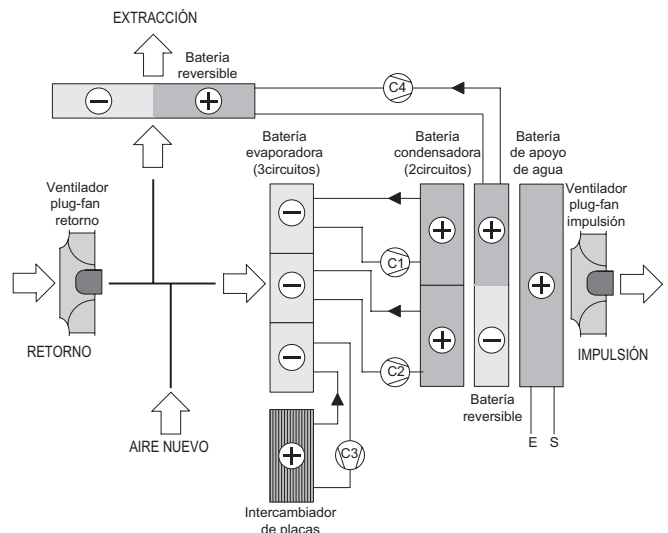 EXTRACCIÓN
Batería
reversible
C4
Batería
evaporadora
(3circuitos)
Batería
condensadora
(2circuitos)
Batería
de apoyo
de agua
Ventilador
plug-fan
retorno
Ventilador
plug-fan
impulsión
C1
RETORNO
IMPULSIÓN
C2
Batería
reversible
AIRE NUEVO
E S
C3
Intercambiador
de placas